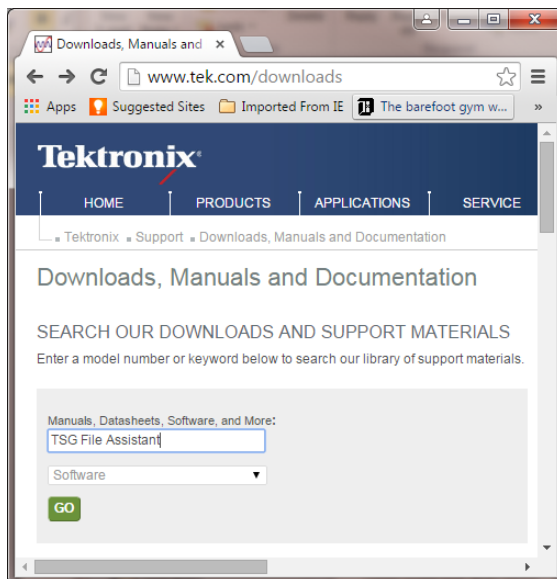 Downloads, Manuals and
www.tek.com/downloads
Apps Suggested Sites Imported From IE The barefoot gym w... »
Tektronix®
HOME PRODUCTS APPLICATIONS SERVICE
Tektronix Support Downloads, Manuals and Documentation
Downloads, Manuals and Documentation
SEARCH OUR DOWNLOADS AND SUPPORT MATERIALS
Enter a model number or keyword below to search our library of support materials.
Manuals, Datasheets, Software, and More:
TSG File Assistant
Software
GO